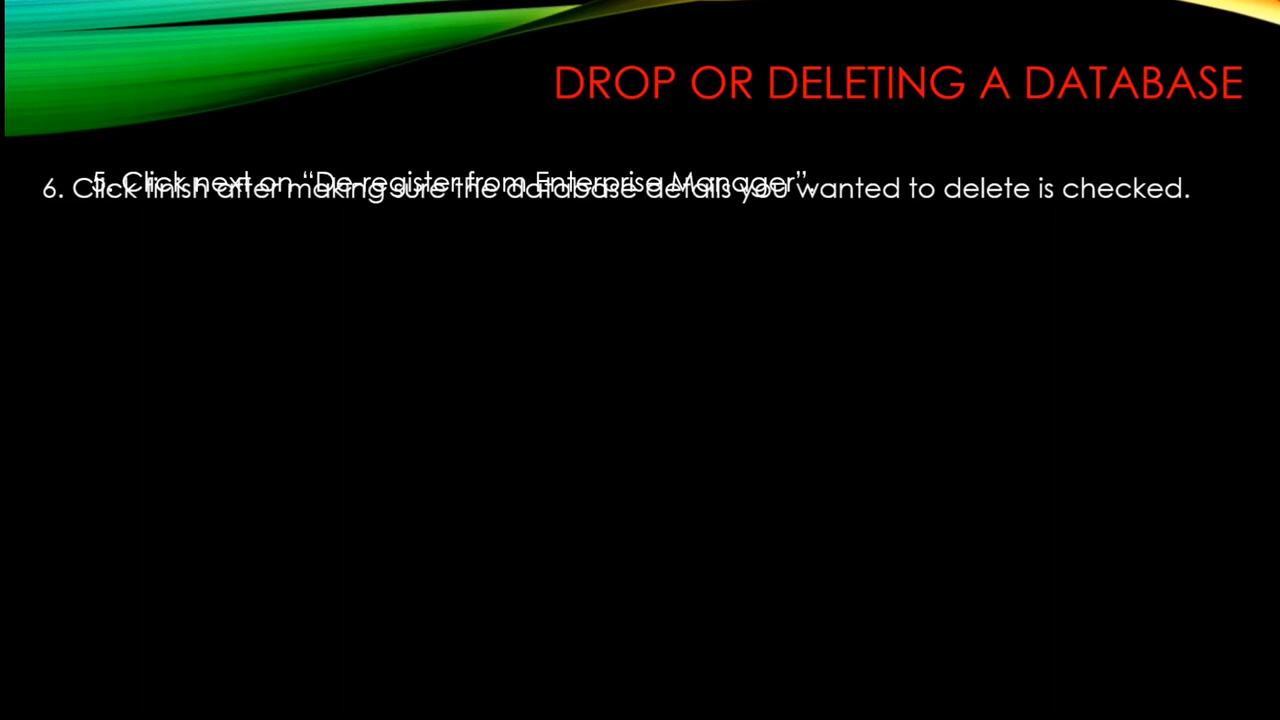 DROP OR DELETING A DATABASE
5. Click next on “De-register from Enterprise Manager”.
6. Click finish after making sure the database details you wanted to delete is checked.